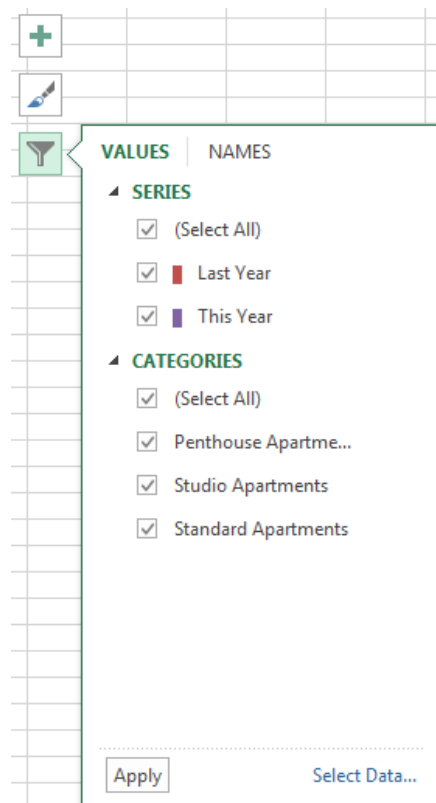 VALUES NAMES
SERIES
(Select All)
Last Year
This Year
CATEGORIES
(Select All)
Penthouse Apartme...
Studio Apartments
Standard Apartments
Apply Select Data...